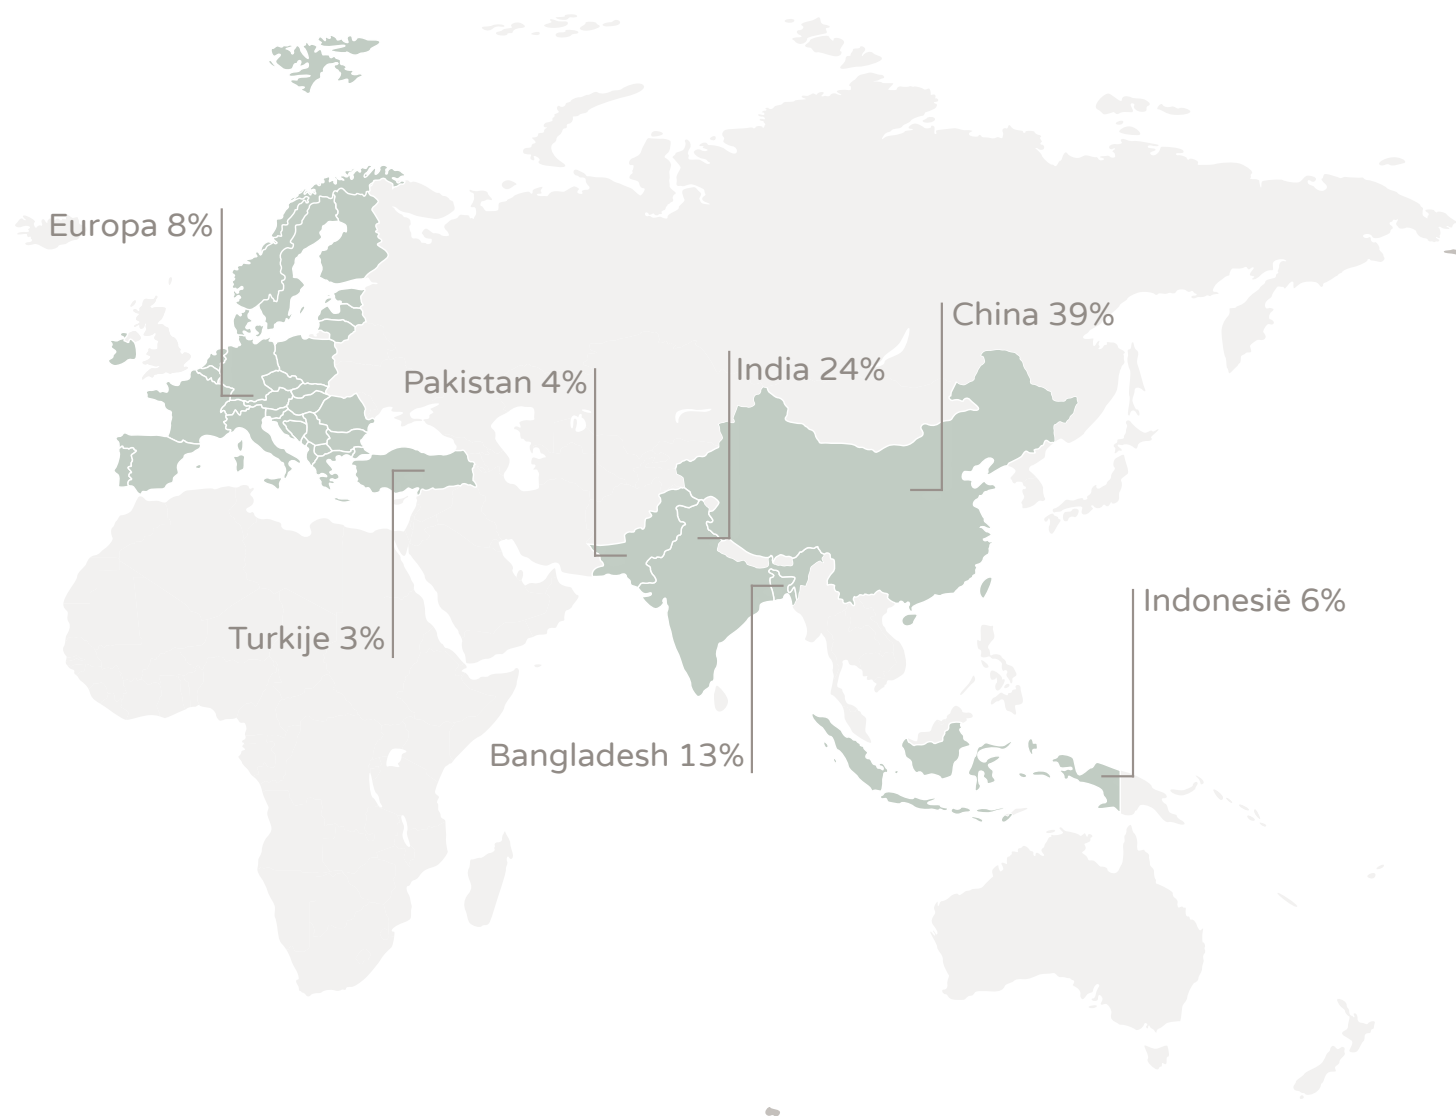 Europa 8%
China 39%
India 24%
Pakistan 4%
Indonesië 6%
Turkije 3%
Bangladesh 13%